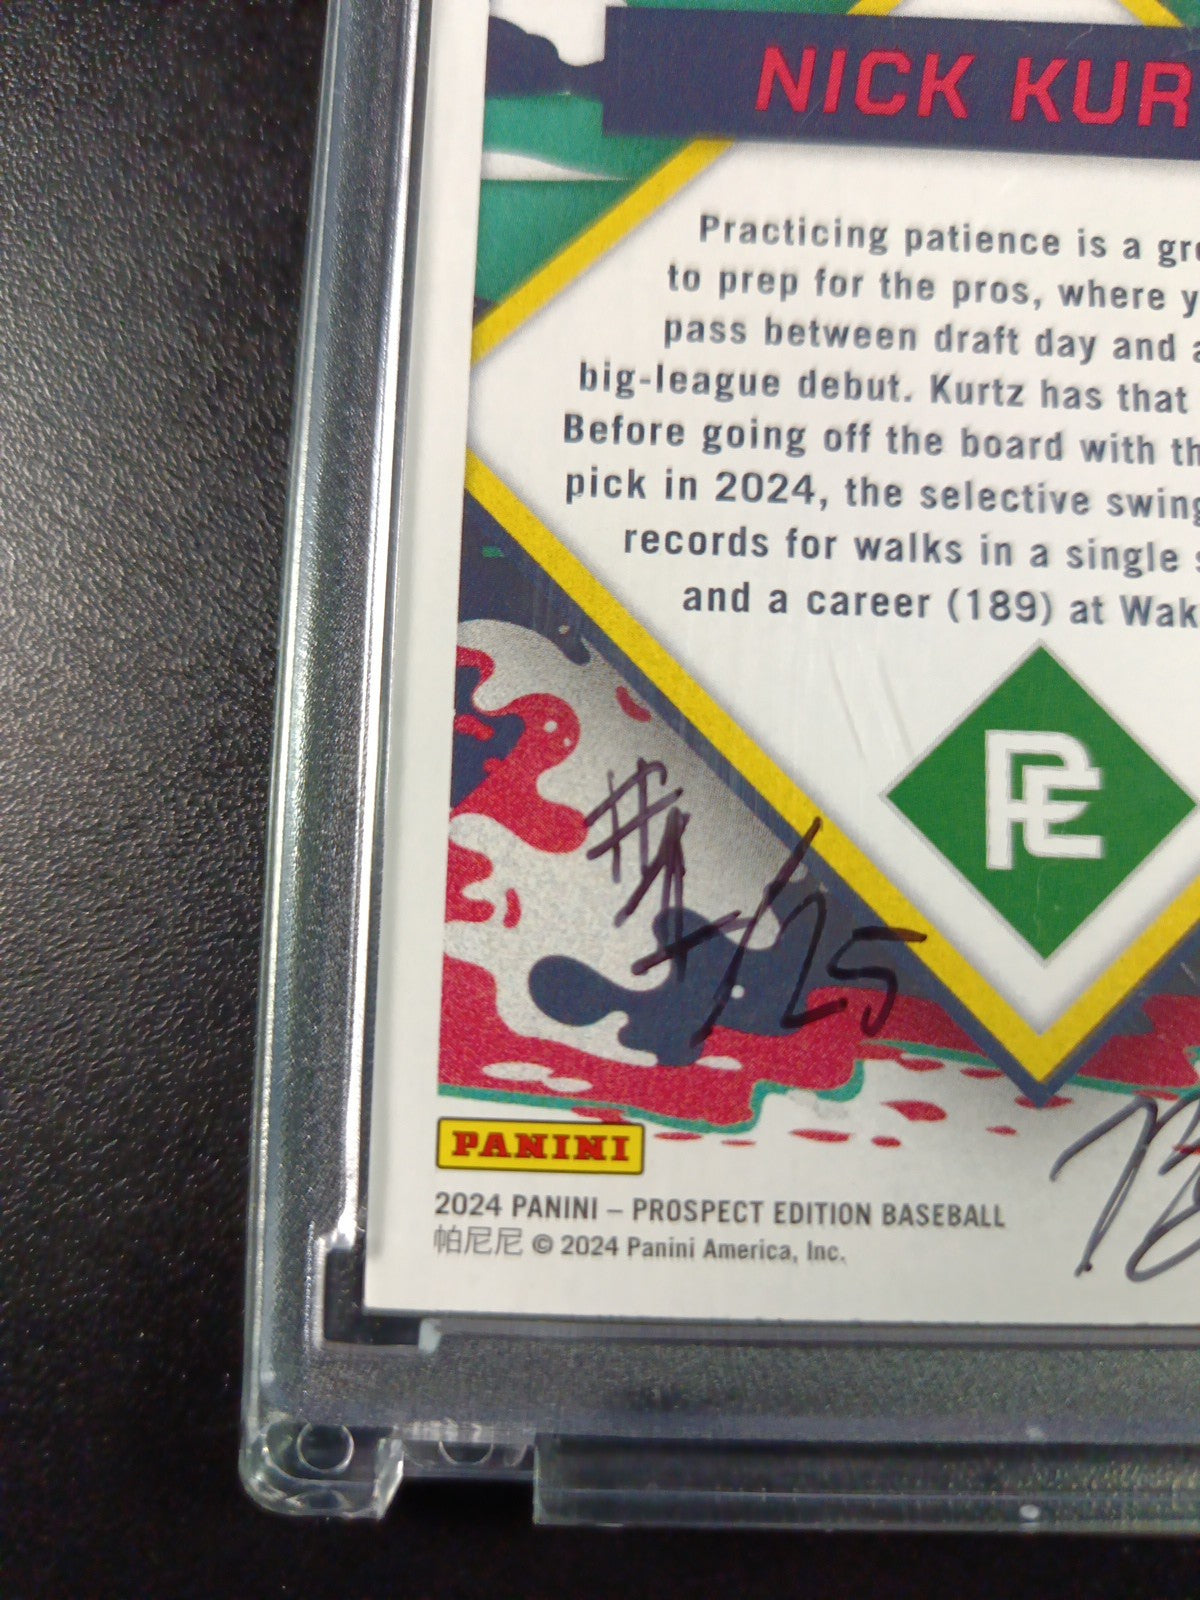 NICK KUR
Practicing patience is a gre
to prep for the pros, where y
pass between draft day and a
big-league debut. Kurtz has that
Before going off the board with th
pick in 2024, the selective swing
records for walks in a single s
and a career (189) at Wak
PE
#1/25
PANINI
2024 PANINI – PROSPECT EDITION BASEBALL
帕尼尼 © 2024 Panini America, Inc.